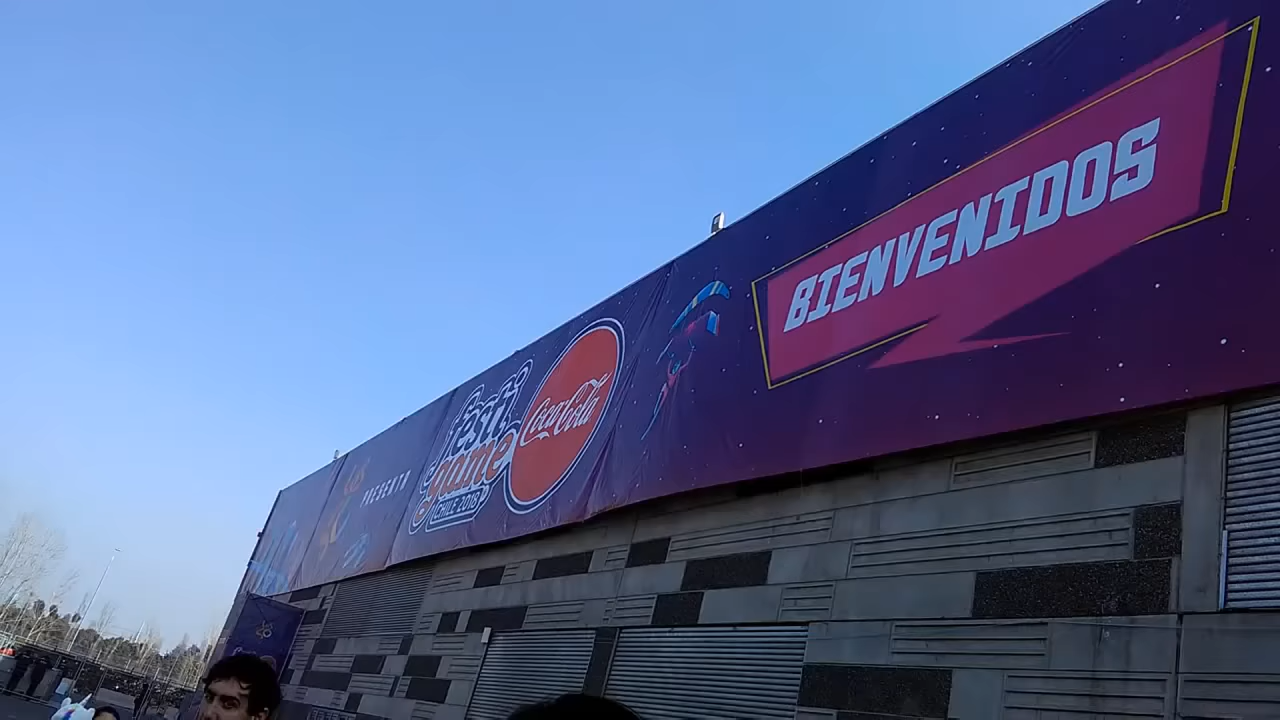 PRESENTA
festi
game
CHILE 2018
Coca-Cola
BIENVENIDOS